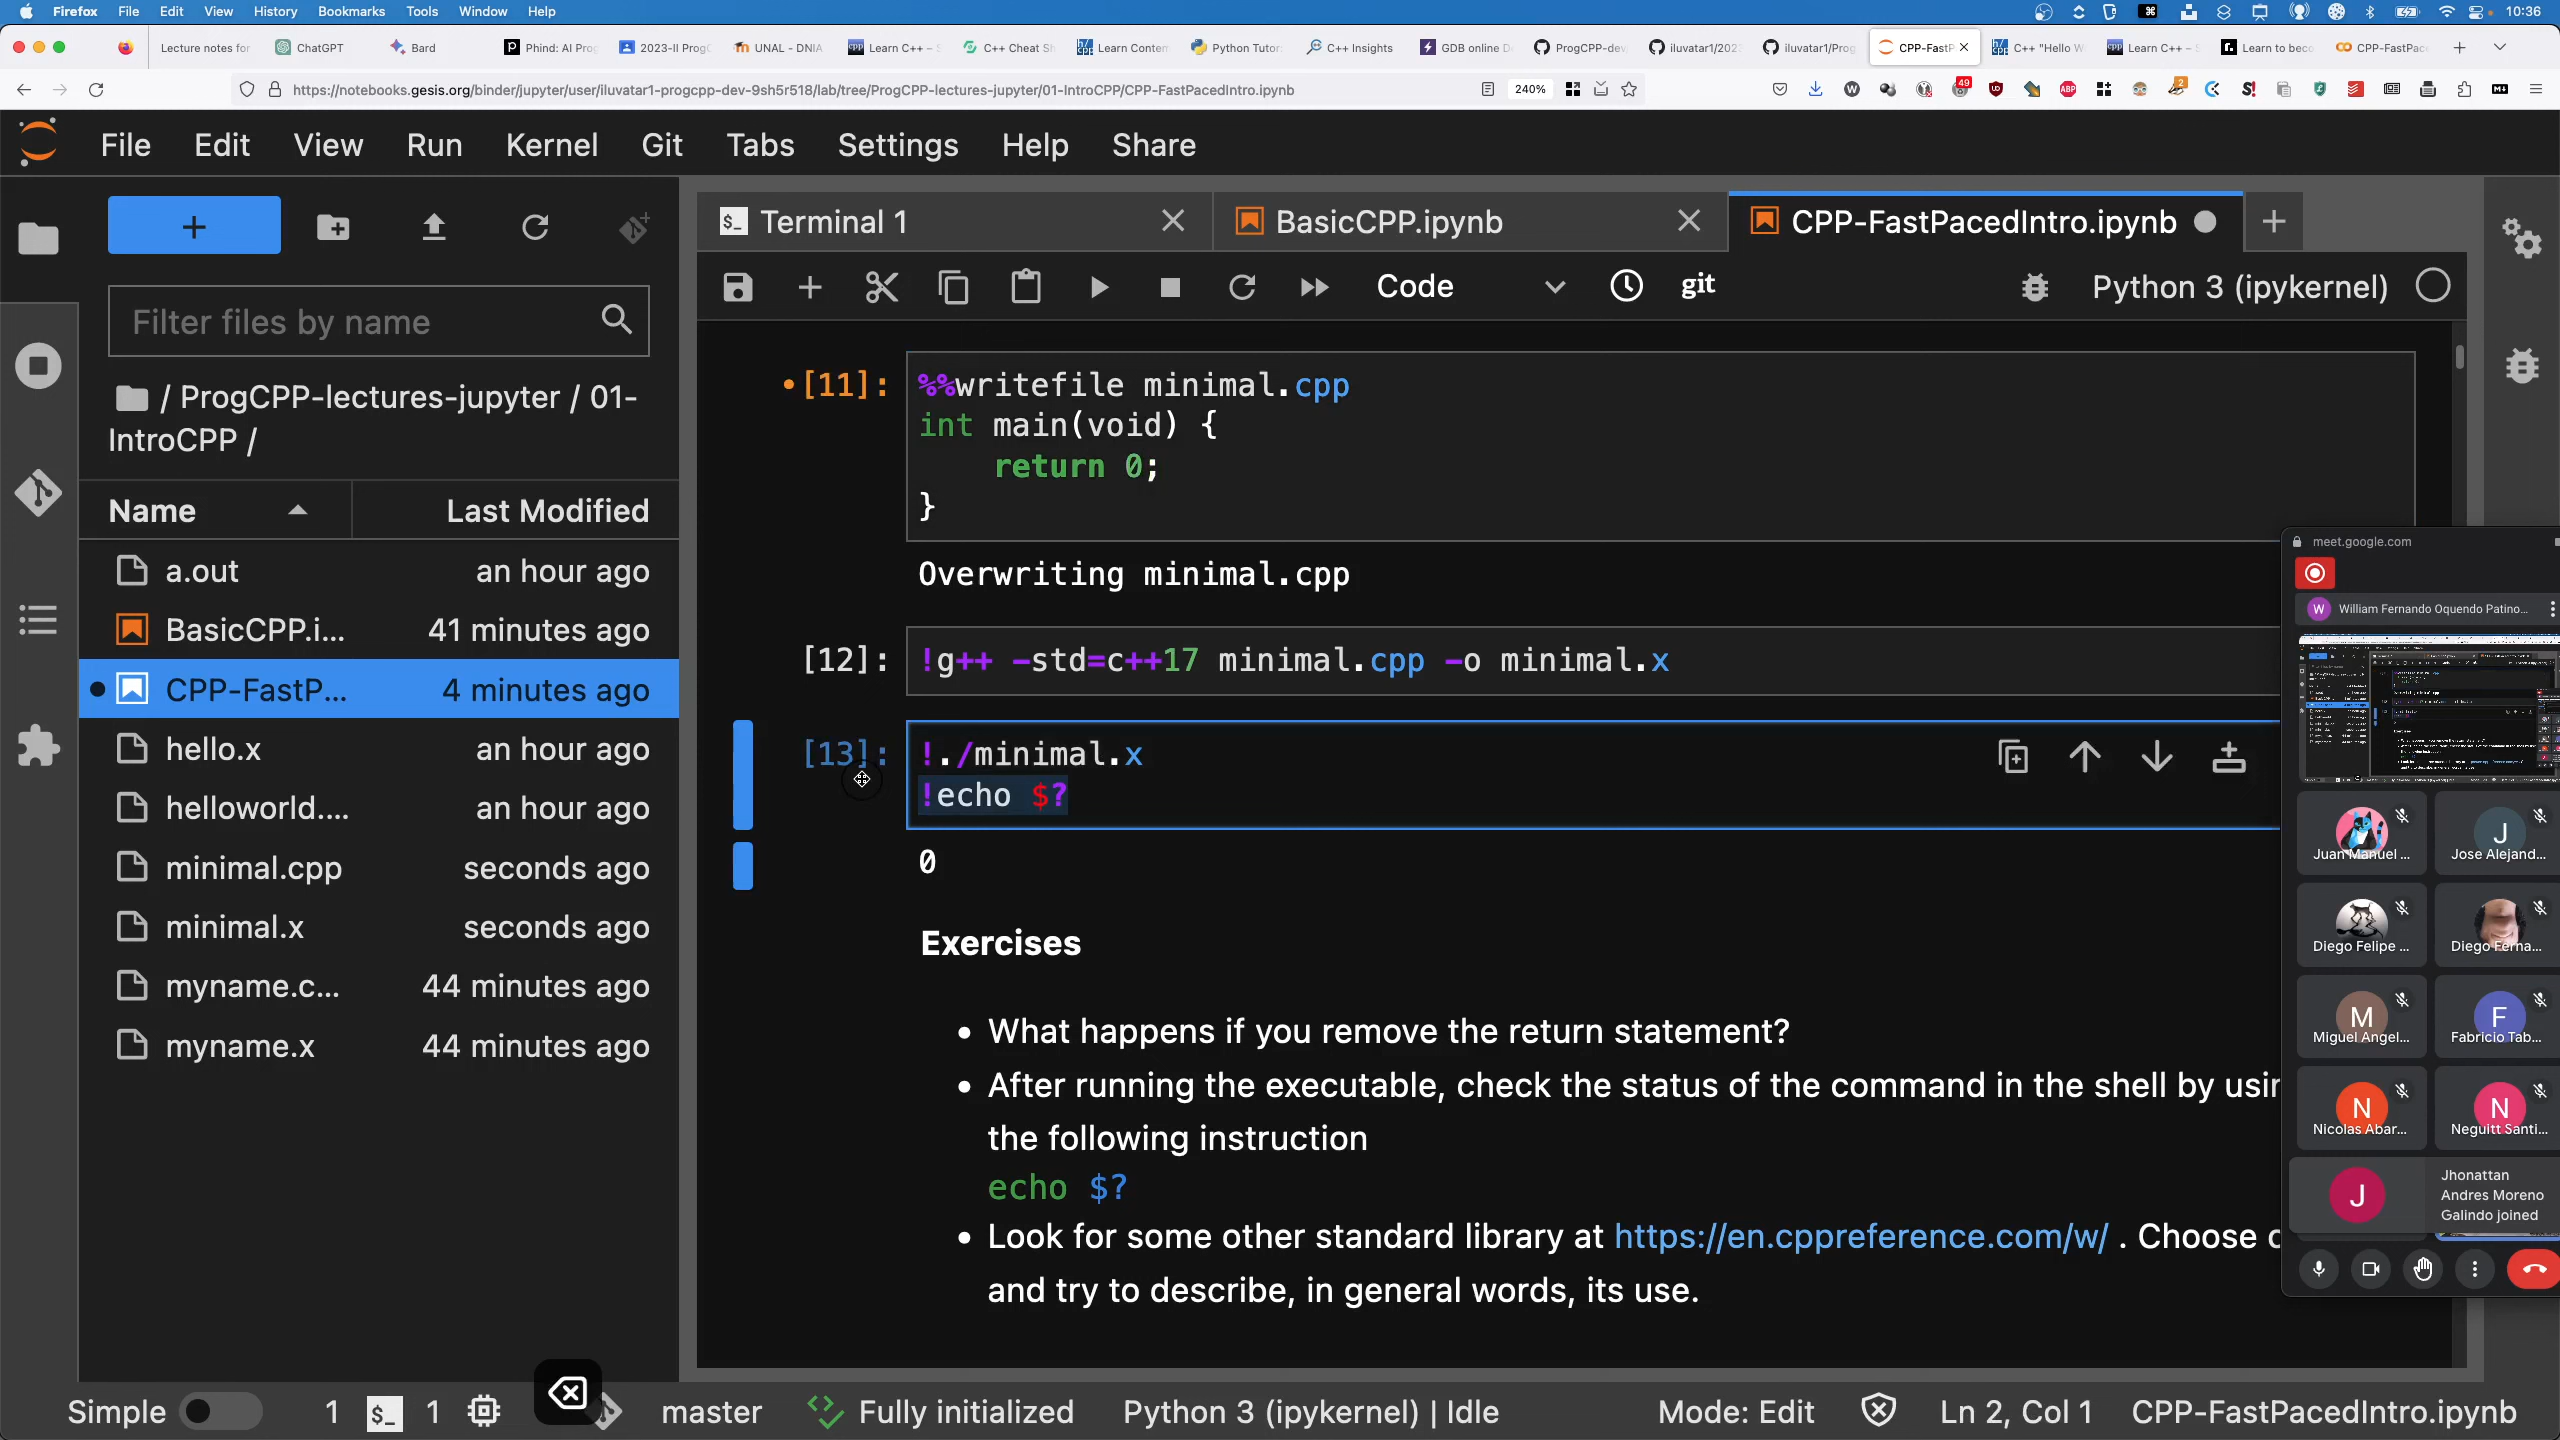 Firefox File Edit View History Bookmarks Tools Window Help 10:36
Lecture notes for ChatGPT Bard Phind: AI Pro 2023-II Prog UNAL - DNIA Learn C++ – C++ Cheat Sh Learn Conten Python Tutor C++ Insights GDB online D ProgCPP-dev iluvatar1/202 iluvatar1/Prog CPP-FastP C++ "Hello W Learn C++ – Learn to beco CPP-FastPace
https://notebooks.gesis.org/binder/jupyter/user/iluvatar1-progcpp-dev-9sh5r518/lab/tree/ProgCPP-lectures-jupyter/01-IntroCPP/CPP-FastPacedIntro.ipynb 240% 49 ABP 2
File Edit View Run Kernel Git Tabs Settings Help Share
Terminal 1 BasicCPP.ipynb CPP-FastPacedIntro.ipynb
Code git Python 3 (ipykernel)
Filter files by name
/ ProgCPP-lectures-jupyter / 01-
IntroCPP /
Name Last Modified
a.out an hour ago
BasicCPP.i... 41 minutes ago
CPP-FastP... 4 minutes ago
hello.x an hour ago
helloworld.... an hour ago
minimal.cpp seconds ago
minimal.x seconds ago
myname.c... 44 minutes ago
myname.x 44 minutes ago
[11]: %%writefile minimal.cpp
int main(void) {
return 0;
}
Overwriting minimal.cpp
[12]: !g++ -std=c++17 minimal.cpp -o minimal.x
[13]: !./minimal.x
!echo $?
0
Exercises
• What happens if you remove the return statement?
• After running the executable, check the status of the command in the shell by usin
the following instruction
echo $?
• Look for some other standard library at https://en.cppreference.com/w/ . Choose
and try to describe, in general words, its use.
meet.google.com
W William Fernando Oquendo Patino...
Juan Manuel ...
J Jose Alejand...
Diego Felipe ...
Diego Ferna...
M Miguel Angel...
F Fabricio Tab...
N Nicolas Abar...
N Neguitt Santi...
J Jhonattan
Andres Moreno
Galindo joined
Simple 1 $_ 1 master Fully initialized Python 3 (ipykernel) | Idle Mode: Edit Ln 2, Col 1 CPP-FastPacedIntro.ipynb